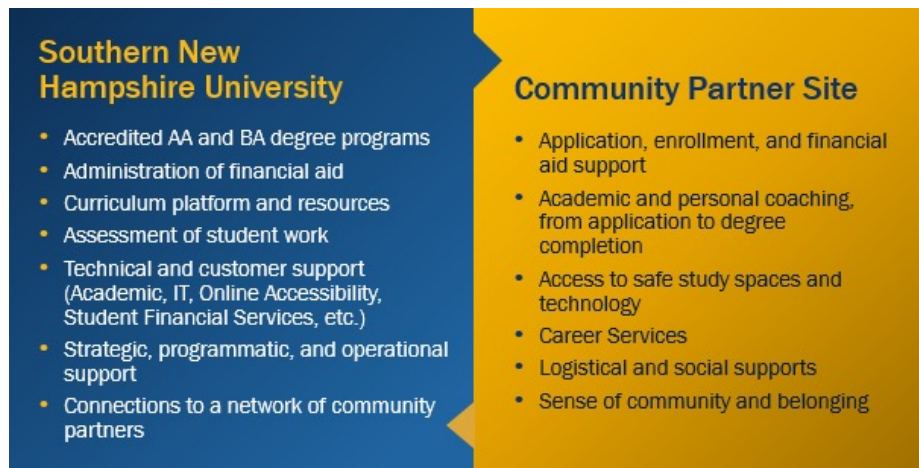 Southern New
Hampshire University
• Accredited AA and BA degree programs
• Administration of financial aid
• Curriculum platform and resources
• Assessment of student work
• Technical and customer support
(Academic, IT, Online Accessibility,
Student Financial Services, etc.)
• Strategic, programmatic, and operational
support
• Connections to a network of community
partners
Community Partner Site
• Application, enrollment, and financial
aid support
• Academic and personal coaching,
from application to degree
completion
• Access to safe study spaces and
technology
• Career Services
• Logistical and social supports
• Sense of community and belonging